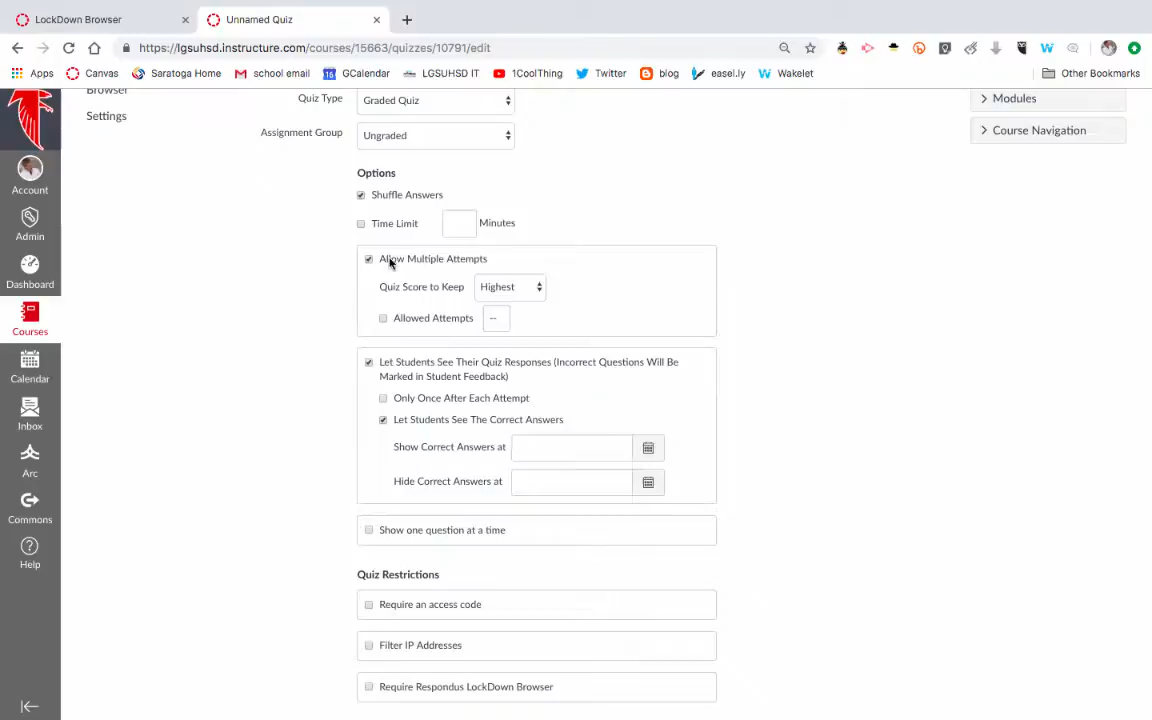 LockDown Browser
Unnamed Quiz
https://lgsuhsd.instructure.com/courses/15663/quizzes/10791/edit
Apps
Canvas
Saratoga Home
school email
16
GCalendar
LGSUHSD IT
1CoolThing
Twitter
blog
easel.ly
Wakelet
Other Bookmarks
Browser
Settings
Account
Admin
Dashboard
Courses
Calendar
Inbox
Arc
Commons
Help
Quiz Type
Graded Quiz
Assignment Group
Ungraded
Options
Shuffle Answers
Time Limit
Minutes
Allow Multiple Attempts
Quiz Score to Keep
Highest
Allowed Attempts
--
Let Students See Their Quiz Responses (Incorrect Questions Will Be
Marked in Student Feedback)
Only Once After Each Attempt
Let Students See The Correct Answers
Show Correct Answers at
Hide Correct Answers at
Show one question at a time
Quiz Restrictions
Require an access code
Filter IP Addresses
Require Respondus LockDown Browser
Modules
Course Navigation